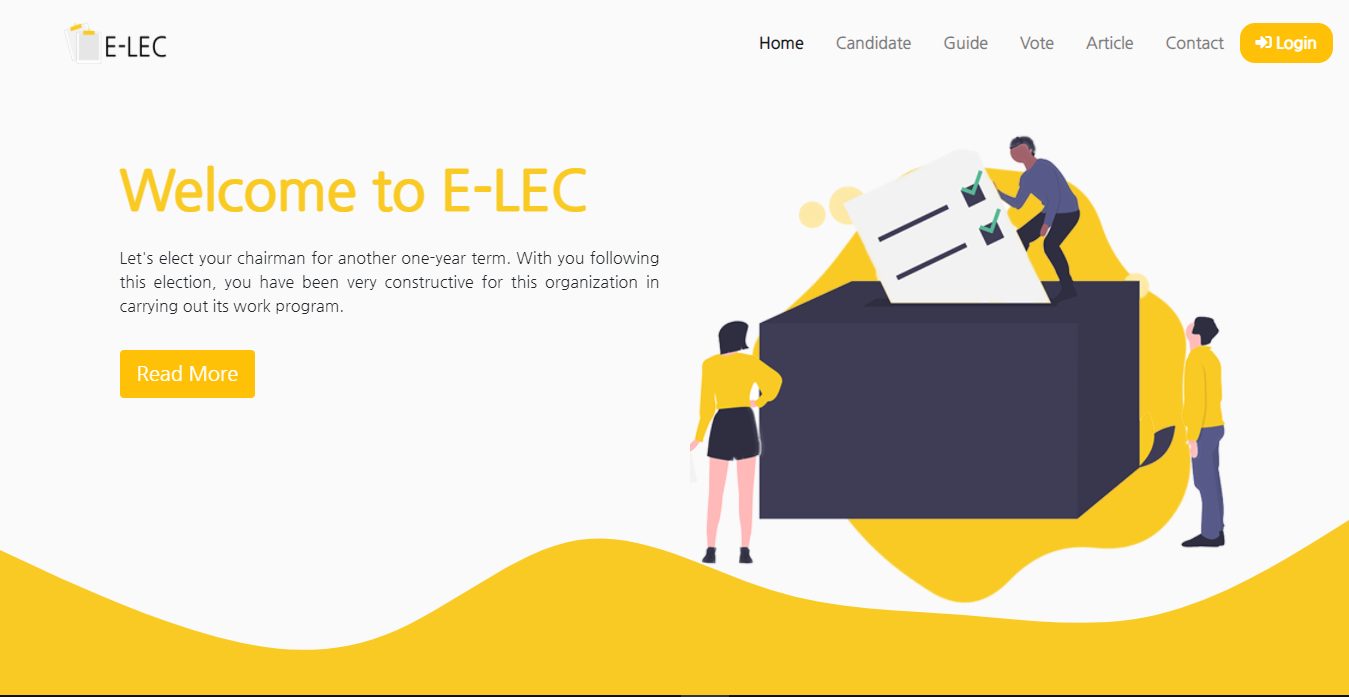 E-LEC
Home Candidate Guide Vote Article Contact Login
Welcome to E-LEC
Let's elect your chairman for another one-year term. With you following
this election, you have been very constructive for this organization in
carrying out its work program.
Read More